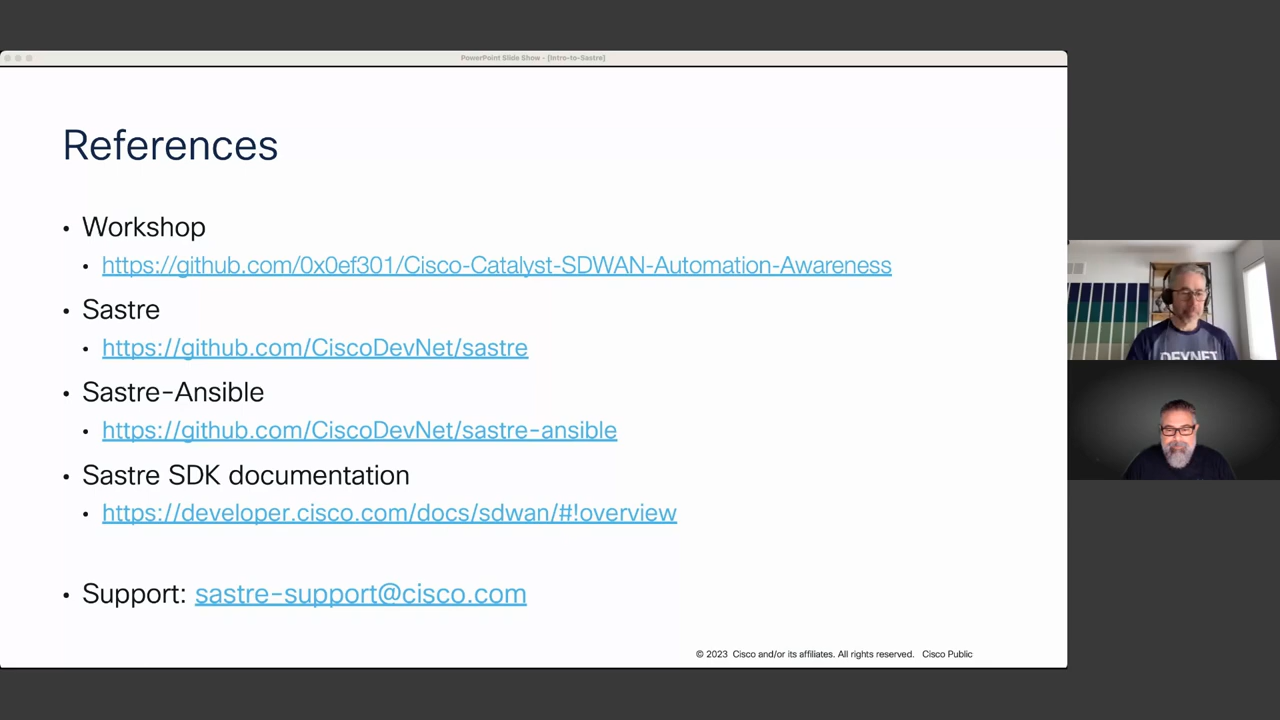 PowerPoint Slide Show - [Intro-to-Sastre]
References
• Workshop
• https://github.com/0x0ef301/Cisco-Catalyst-SDWAN-Automation-Awareness
• Sastre
• https://github.com/CiscoDevNet/sastre
• Sastre-Ansible
• https://github.com/CiscoDevNet/sastre-ansible
• Sastre SDK documentation
• https://developer.cisco.com/docs/sdwan/#!overview
• Support: sastre-support@cisco.com
© 2023 Cisco and/or its affiliates. All rights reserved. Cisco Public
DEVNET